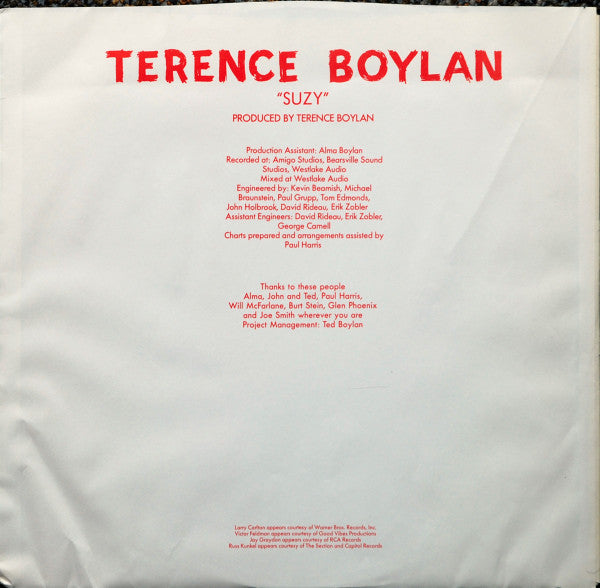 TERENCE BOYLAN
"SUZY"
PRODUCED BY TERENCE BOYLAN
Production Assistant: Alma Boylan
Recorded at: Amigo Studios, Bearsville Sound
Studios, Westlake Audio
Mixed at Westlake Audio
Engineered by: Kevin Beamish, Michael
Braunstein, Paul Grupp, Tom Edmonds,
John Holbrook, David Rideau, Erik Zobler
Assistant Engineers: David Rideau, Erik Zobler,
George Carnell
Charts prepared and arrangements assisted by
Paul Harris
Thanks to these people
Alma, John and Ted, Paul Harris,
Will McFarlane, Burt Stein, Glen Phoenix
and Joe Smith wherever you are
Project Management: Ted Boylan
Larry Carlton appears courtesy of Warner Bros. Records, Inc.
Victor Feldman appears courtesy of Good Vibes Productions
Jay Graydon appears courtesy of RCA Records
Russ Kunkel appears courtesy of The Section and Capitol Records